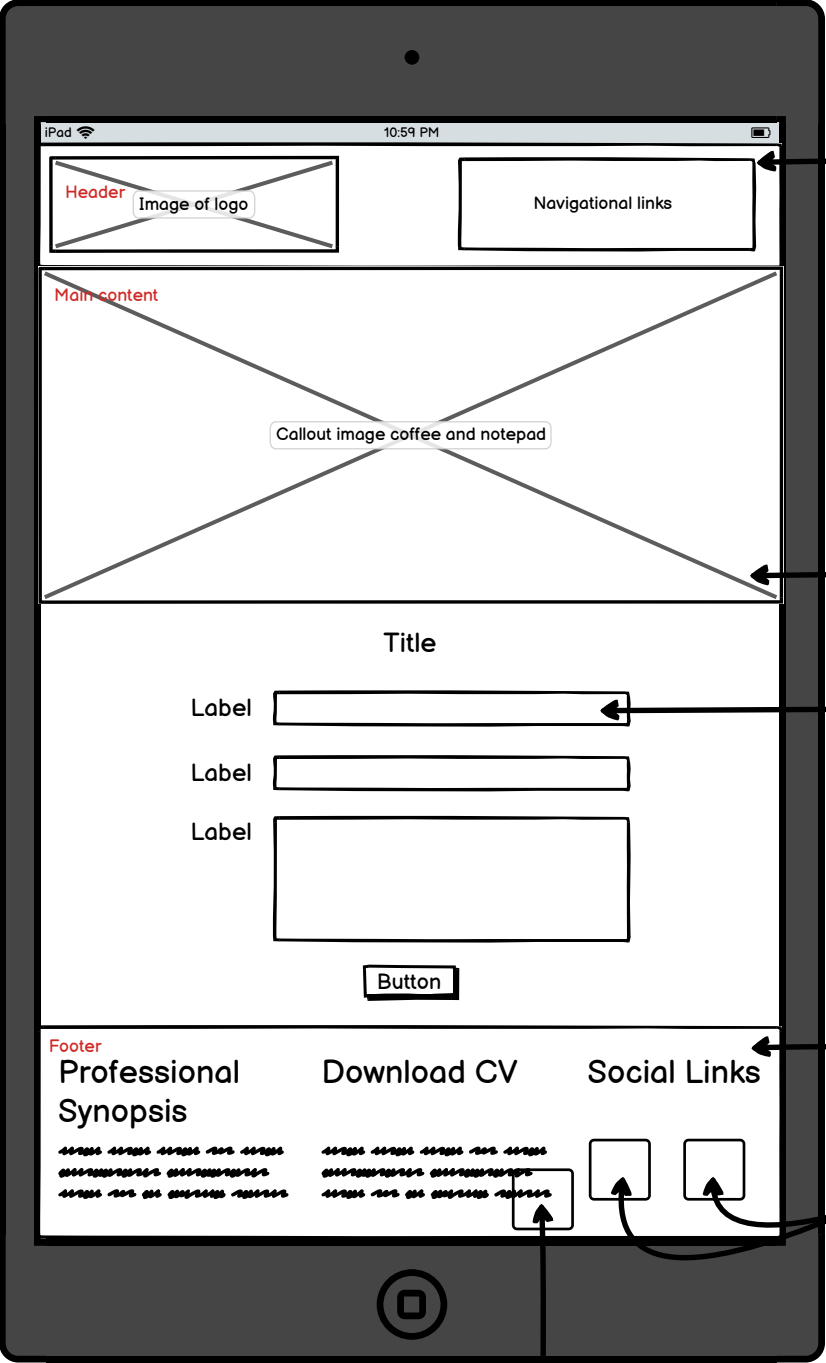 iPad
10:59 PM
Header
Image of logo
Navigational links
Main content
Callout image coffee and notepad
Title
Label
Label
Label
Button
Footer
Professional
Synopsis
Download CV
Social Links